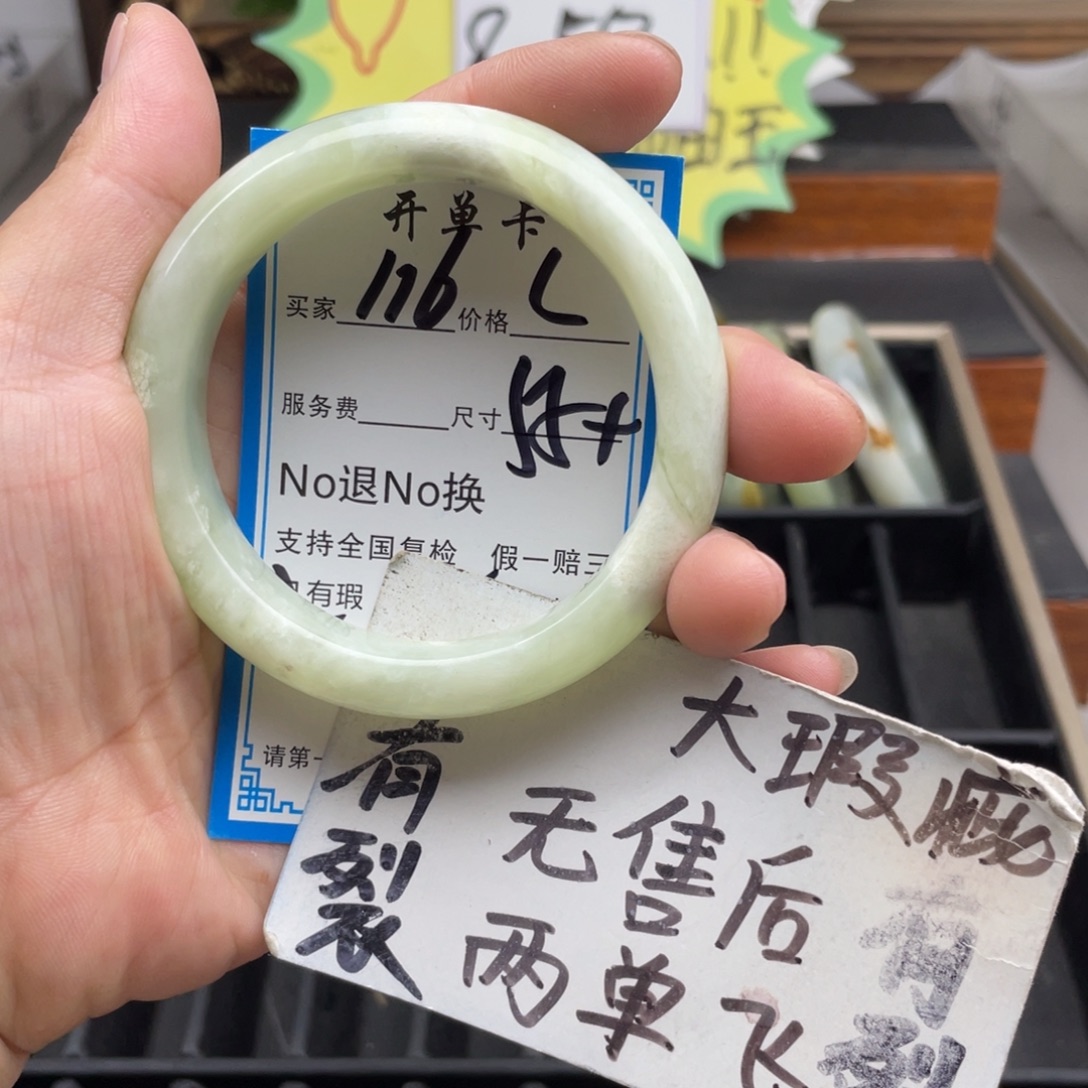 开单卡
买家 116 价格 L
服务费 尺寸
No退No换
支持全国复检 假一赔三
有瑕
请第一
大瑕疵
无售后
两单飞
有裂
有裂